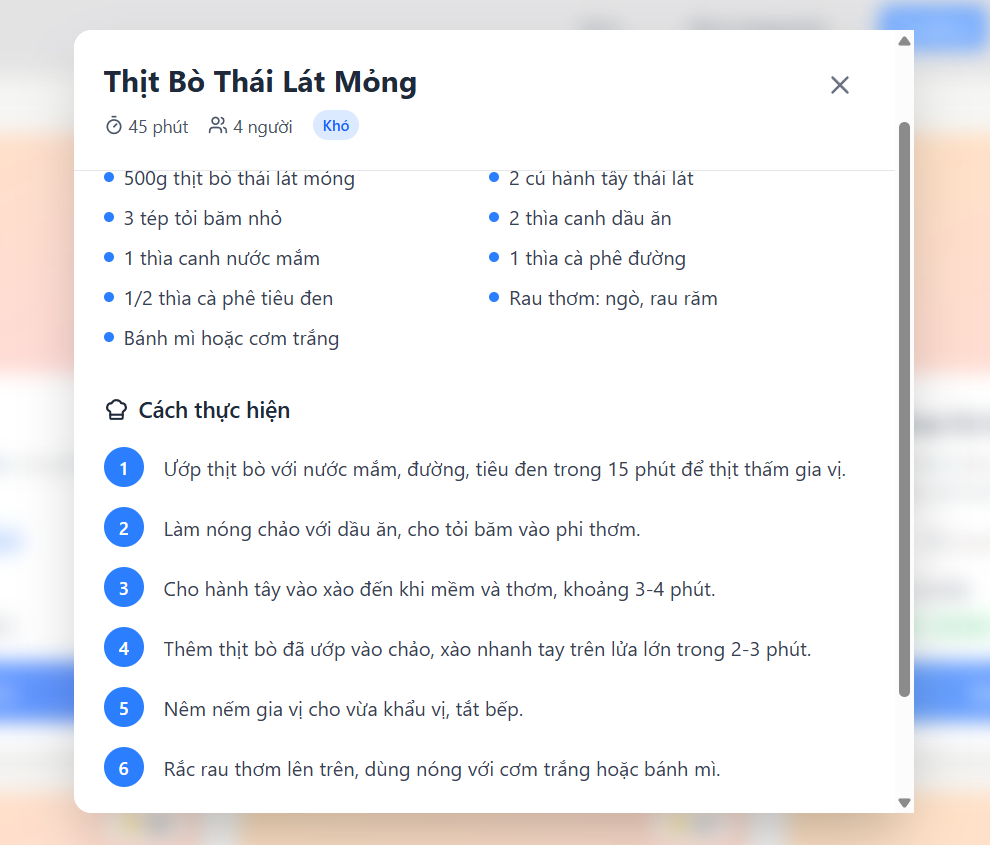 Thịt Bò Thái Lát Mỏng
45 phút 4 người Khó
500g thịt bò thái lát mỏng
2 củ hành tây thái lát
3 tép tỏi băm nhỏ
2 thìa canh dầu ăn
1 thìa canh nước mắm
1 thìa cà phê đường
1/2 thìa cà phê tiêu đen
Rau thơm: ngò, rau răm
Bánh mì hoặc cơm trắng
Cách thực hiện
1 Ướp thịt bò với nước mắm, đường, tiêu đen trong 15 phút để thịt thấm gia vị.
2 Làm nóng chảo với dầu ăn, cho tỏi băm vào phi thơm.
3 Cho hành tây vào xào đến khi mềm và thơm, khoảng 3-4 phút.
4 Thêm thịt bò đã ướp vào chảo, xào nhanh tay trên lửa lớn trong 2-3 phút.
5 Nêm nếm gia vị cho vừa khẩu vị, tắt bếp.
6 Rắc rau thơm lên trên, dùng nóng với cơm trắng hoặc bánh mì.